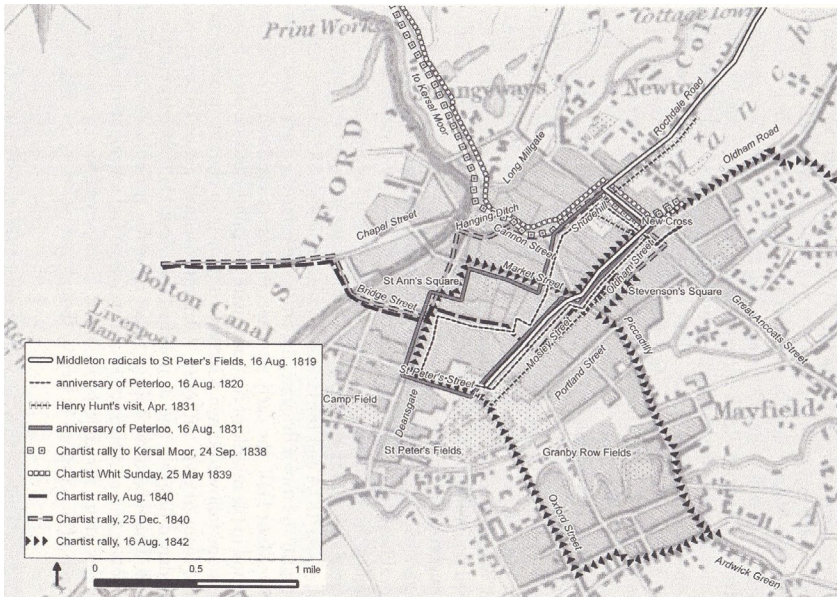 Print Works
Cottage Town
to Kersal Moor
Newto
Rochdale Road
Long Millgate
Oldham Road
SALFORD
Chapel Street
Hanging Ditch
Cannon Street
Shudehill
New Cross
St Ann's Square
Market Street
Oldham Street
Stevenson's Square
Bridge Street
Bolton Canal
Liverpool
Mosley Street
Piccadilly
Great Ancoats Street
Portland Street
St Peter's Street
Camp Field
Deansgate
Mayfield
St Peter's Fields
Granby Row Fields
Oxford Street
Ardwick Green
Middleton radicals to St Peter's Fields, 16 Aug. 1819
anniversary of Peterloo, 16 Aug. 1820
Henry Hunt's visit, Apr. 1831
anniversary of Peterloo, 16 Aug. 1831
Chartist rally to Kersal Moor, 24 Sep. 1838
Chartist Whit Sunday, 25 May 1839
Chartist rally, Aug. 1840
Chartist rally, 25 Dec. 1840
Chartist rally, 16 Aug. 1842
0 0.5 1 mile